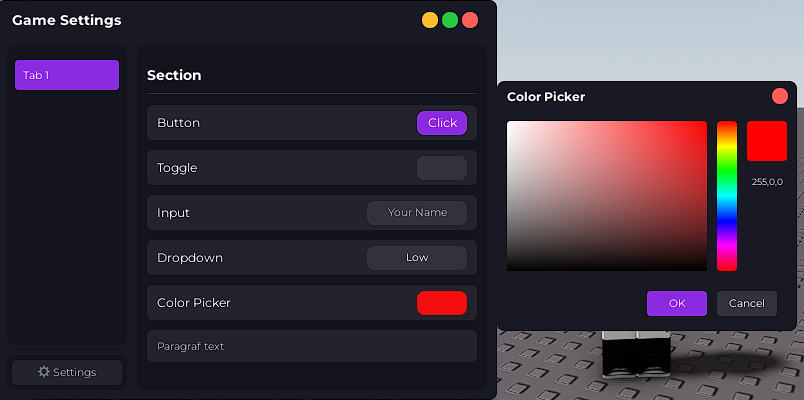 Game Settings
Tab 1
Section
Button
Click
Toggle
Input
Your Name
Dropdown
Low
Color Picker
Paragraf text
Settings
Color Picker
255,0,0
OK
Cancel